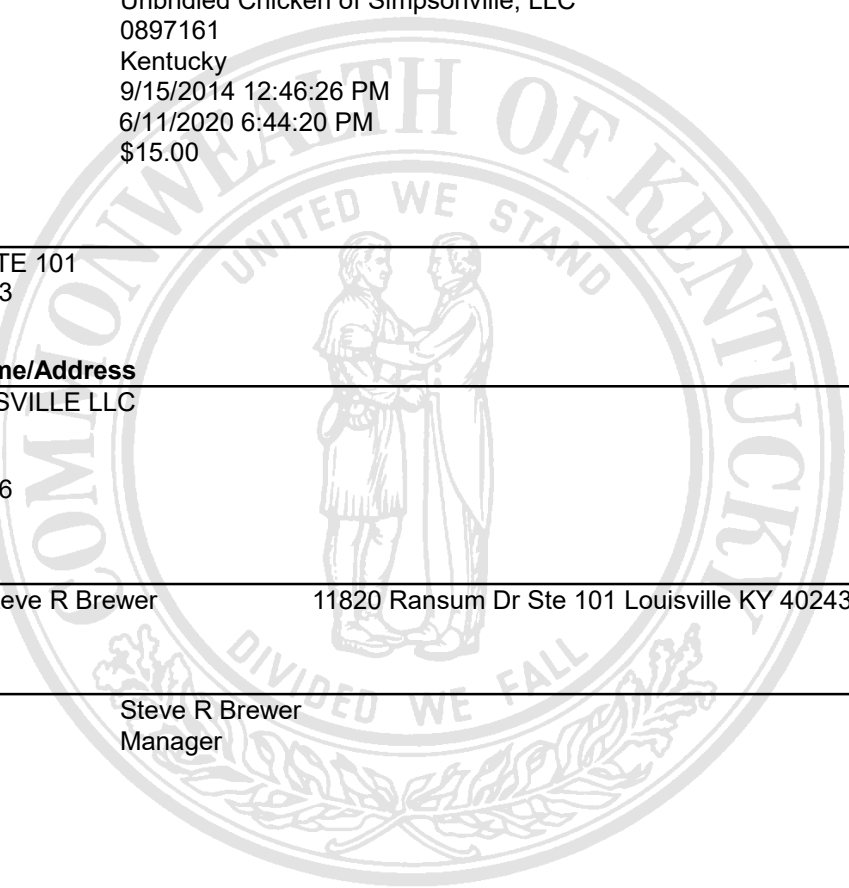 Unbridled Chicken of Simpsonville, LLC
0897161
Kentucky
9/15/2014 12:46:26 PM
6/11/2020 6:44:20 PM
$15.00
COMMONWEALTH OF KENTUCKY
UNITED WE STAND
TE 101
3
me/Address
SVILLE LLC
6
eve R Brewer 11820 Ransum Dr Ste 101 Louisville KY 40243
DIVIDED WE FALL
Steve R Brewer
Manager